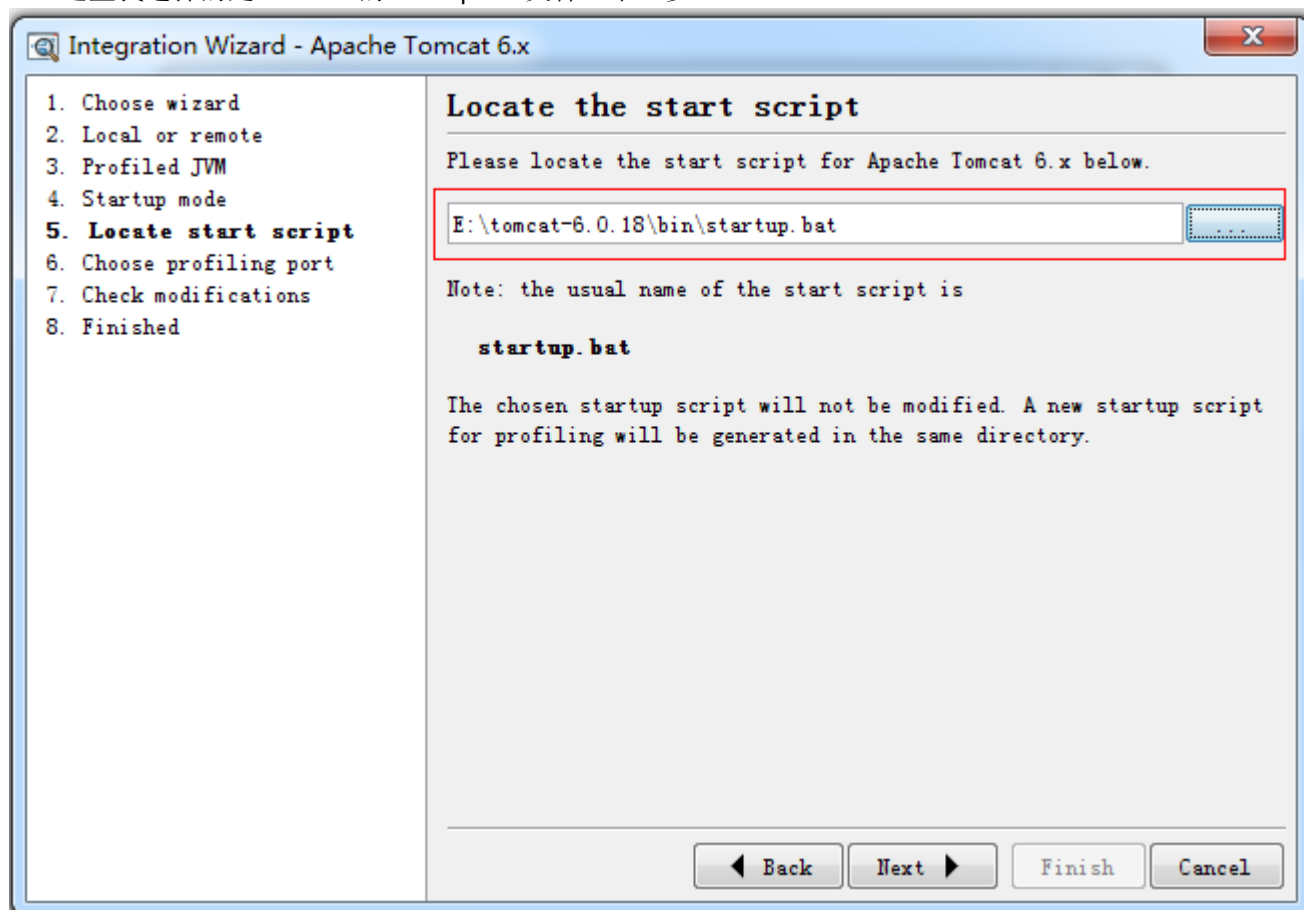 Integration Wizard - Apache Tomcat 6.x
1. Choose wizard
2. Local or remote
3. Profiled JVM
4. Startup mode
5. Locate start script
6. Choose profiling port
7. Check modifications
8. Finished
Locate the start script
Please locate the start script for Apache Tomcat 6.x below.
E:\tomcat-6.0.18\bin\startup.bat
...
Note: the usual name of the start script is
startup.bat
The chosen startup script will not be modified. A new startup script
for profiling will be generated in the same directory.
Back
Next
Finish
Cancel